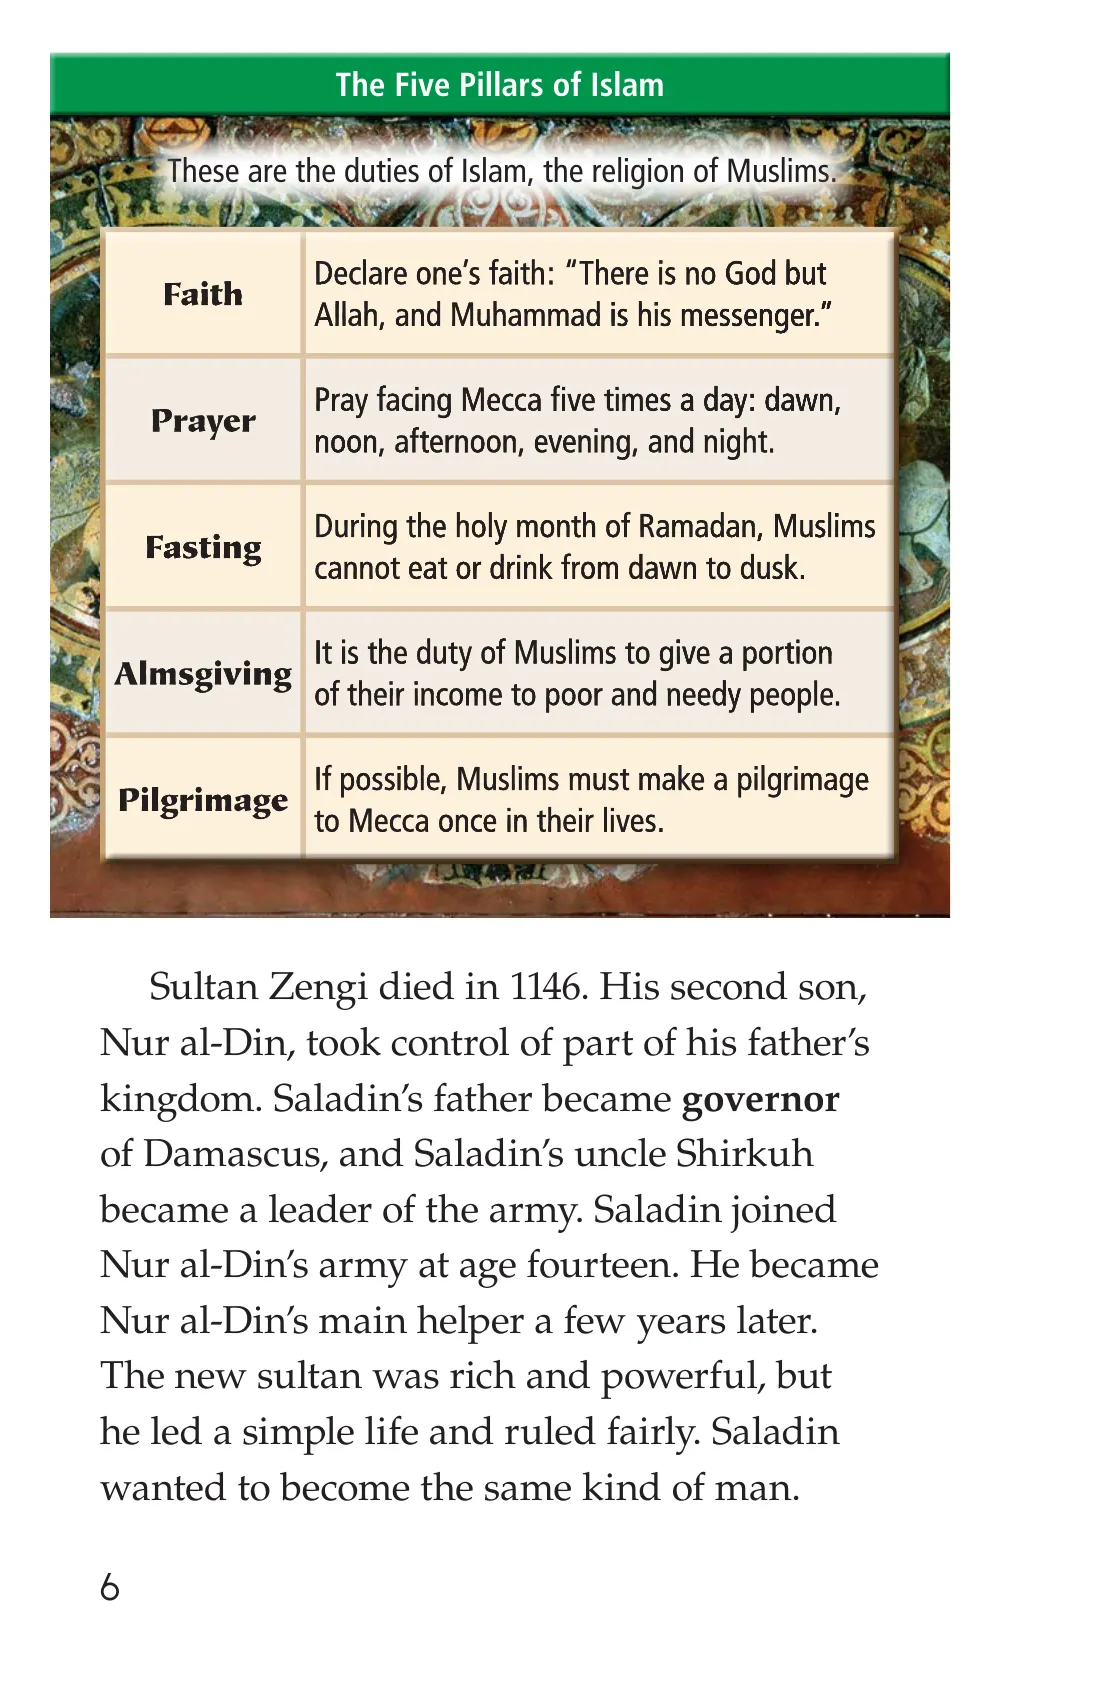 The Five Pillars of Islam
These are the duties of Islam, the religion of Muslims.
Faith
Declare one’s faith: “There is no God but
Allah, and Muhammad is his messenger.”
Prayer
Pray facing Mecca five times a day: dawn,
noon, afternoon, evening, and night.
Fasting
During the holy month of Ramadan, Muslims
cannot eat or drink from dawn to dusk.
Almsgiving
It is the duty of Muslims to give a portion
of their income to poor and needy people.
Pilgrimage
If possible, Muslims must make a pilgrimage
to Mecca once in their lives.
Sultan Zengi died in 1146. His second son,
Nur al-Din, took control of part of his father’s
kingdom. Saladin’s father became governor
of Damascus, and Saladin’s uncle Shirkuh
became a leader of the army. Saladin joined
Nur al-Din’s army at age fourteen. He became
Nur al-Din’s main helper a few years later.
The new sultan was rich and powerful, but
he led a simple life and ruled fairly. Saladin
wanted to become the same kind of man.
6